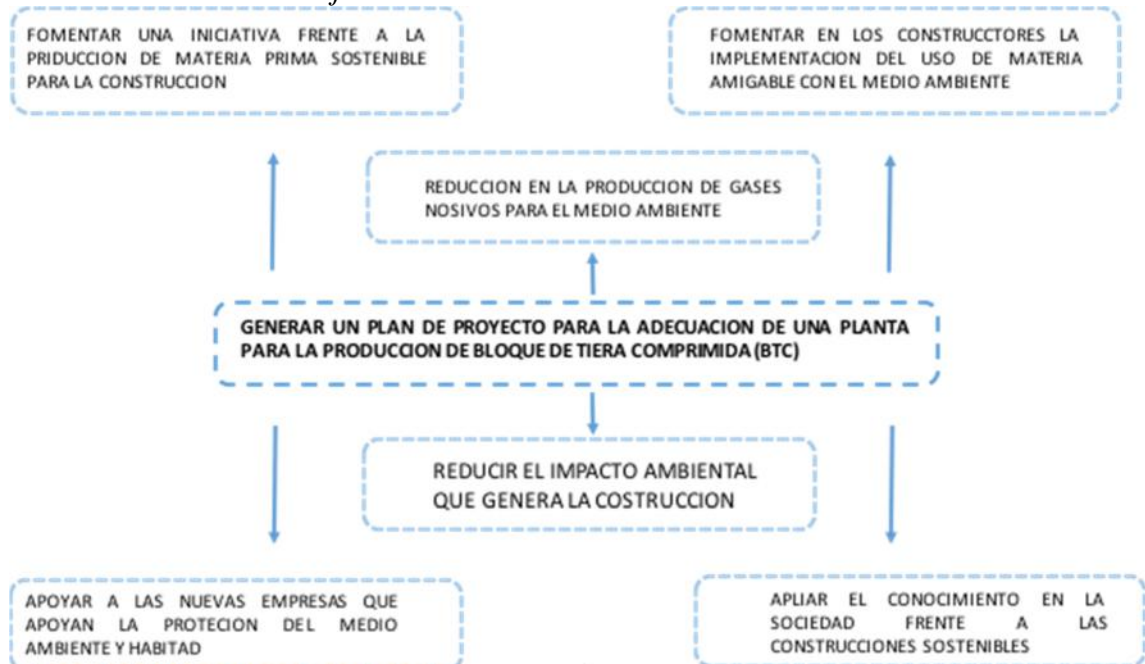 FOMENTAR UNA INICIATIVA FRENTE A LA
PRIDUCCION DE MATERIA PRIMA SOSTENIBLE
PARA LA CONSTRUCCION
FOMENTAR EN LOS CONSTRUCCTORES LA
IMPLEMENTACION DEL USO DE MATERIA
AMIGABLE CON EL MEDIO AMBIENTE
REDUCCION EN LA PRODUCCION DE GASES
NOSIVOS PARA EL MEDIO AMBIENTE
GENERAR UN PLAN DE PROYECTO PARA LA ADECUACION DE UNA PLANTA
PARA LA PRODUCCION DE BLOQUE DE TIERA COMPRIMIDA (BTC)
REDUCIR EL IMPACTO AMBIENTAL
QUE GENERA LA COSTRUCCION
APOYAR A LAS NUEVAS EMPRESAS QUE
APOYAN LA PROTECION DEL MEDIO
AMBIENTE Y HABITAD
APLIAR EL CONOCIMIENTO EN LA
SOCIEDAD FRENTE A LAS
CONSTRUCCIONES SOSTENIBLES